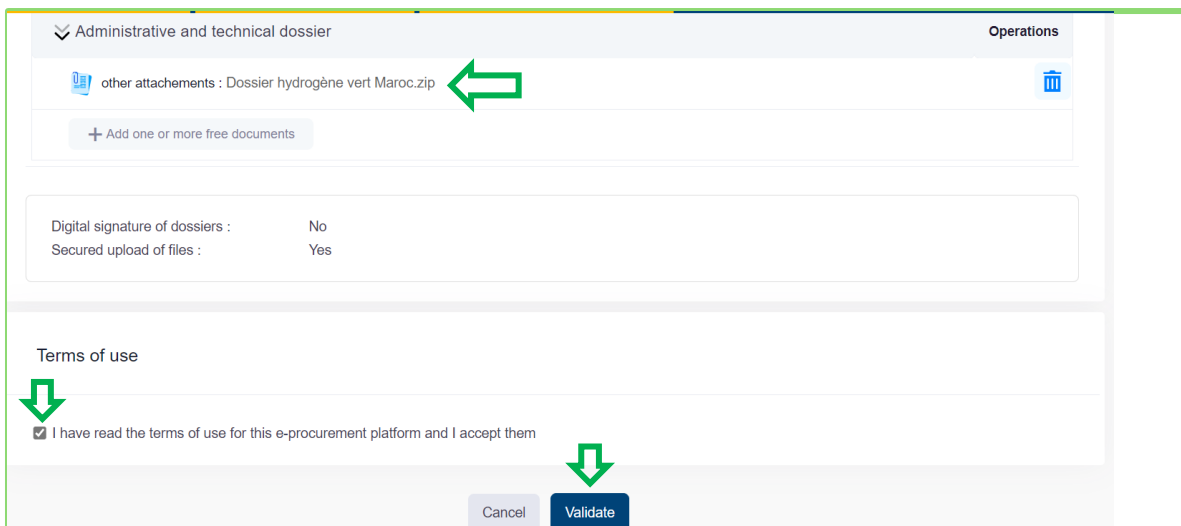 Administrative and technical dossier Operations
other attachements : Dossier hydrogène vert Maroc.zip
+ Add one or more free documents
Digital signature of dossiers : No
Secured upload of files : Yes
Terms of use
I have read the terms of use for this e-procurement platform and I accept them
Cancel Validate